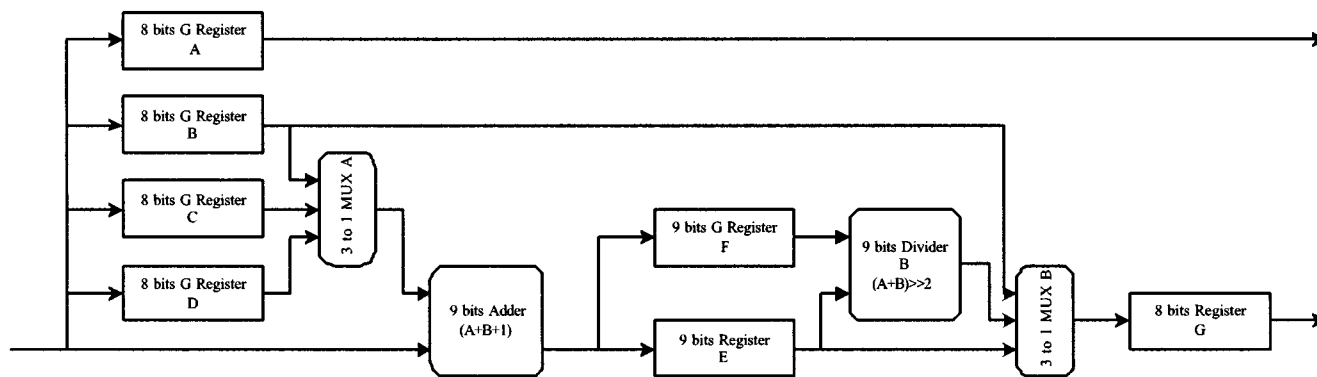 8 bits G Register
A
8 bits G Register
B
3 to 1 MUX A
8 bits G Register
C
8 bits G Register
D
9 bits Adder
(A+B+1)
9 bits G Register
F
9 bits Divider
B
(A+B)>>2
9 bits Register
E
3 to 1 MUX B
8 bits Register
G